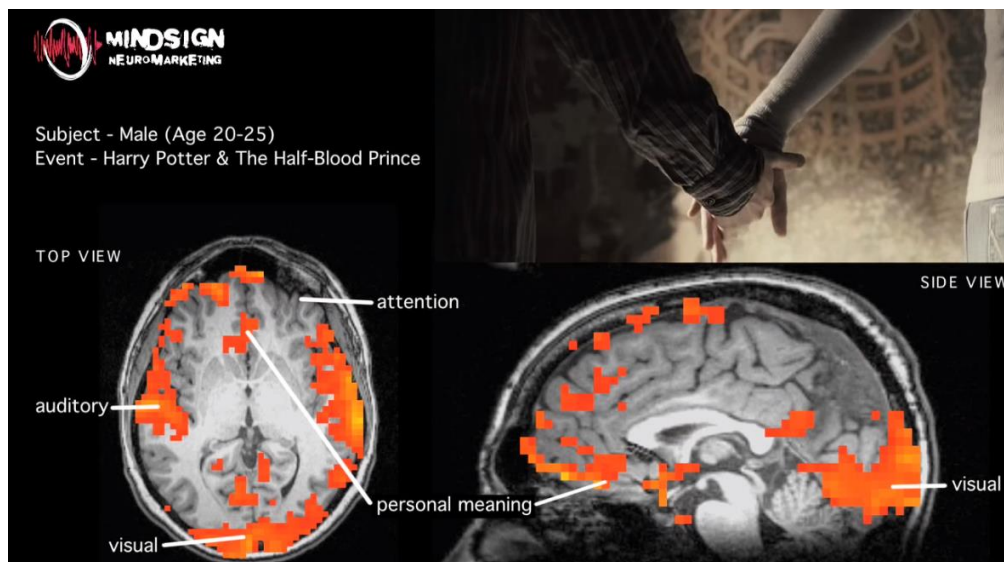 MINDSIGN
NEUROMARKETING
Subject - Male (Age 20-25)
Event - Harry Potter & The Half-Blood Prince
TOP VIEW
SIDE VIEW
attention
auditory
personal meaning
visual
visual